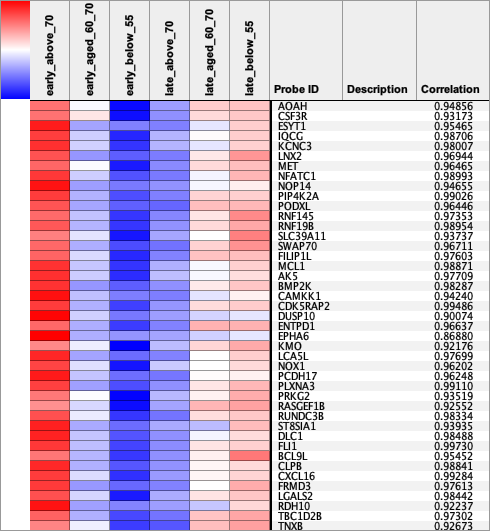 early_above_70
early_aged_60_70
early_below_55
late_above_70
late_aged_60_70
late_below_55
Probe ID Description Correlation
AOAH 0.94856
CSF3R 0.93173
ESYT1 0.95465
IQCG 0.98706
KCNC3 0.98007
LNX2 0.96944
MET 0.96465
NFATC1 0.98993
NOP14 0.94655
PIP4K2A 0.99026
PODXL 0.96446
RNF145 0.97353
RNF19B 0.98954
SLC39A11 0.93737
SWAP70 0.96711
FILIP1L 0.97603
MCL1 0.98871
AK5 0.97709
BMP2K 0.98287
CAMKK1 0.94240
CDK5RAP2 0.99486
DUSP10 0.90074
ENTPD1 0.96637
EPHA6 0.86880
KMO 0.92176
LCA5L 0.97699
NOX1 0.96202
PCDH17 0.96248
PLXNA3 0.99110
PRKG2 0.93519
RASGEF1B 0.92552
RUNDC3B 0.98334
ST8SIA1 0.93935
DLC1 0.98488
FLI1 0.99730
BCL9L 0.95452
CLPB 0.98841
CXCL16 0.99284
FRMD3 0.97613
LGALS2 0.98442
RDH10 0.92237
TBC1D2B 0.97302
TNXB 0.92673